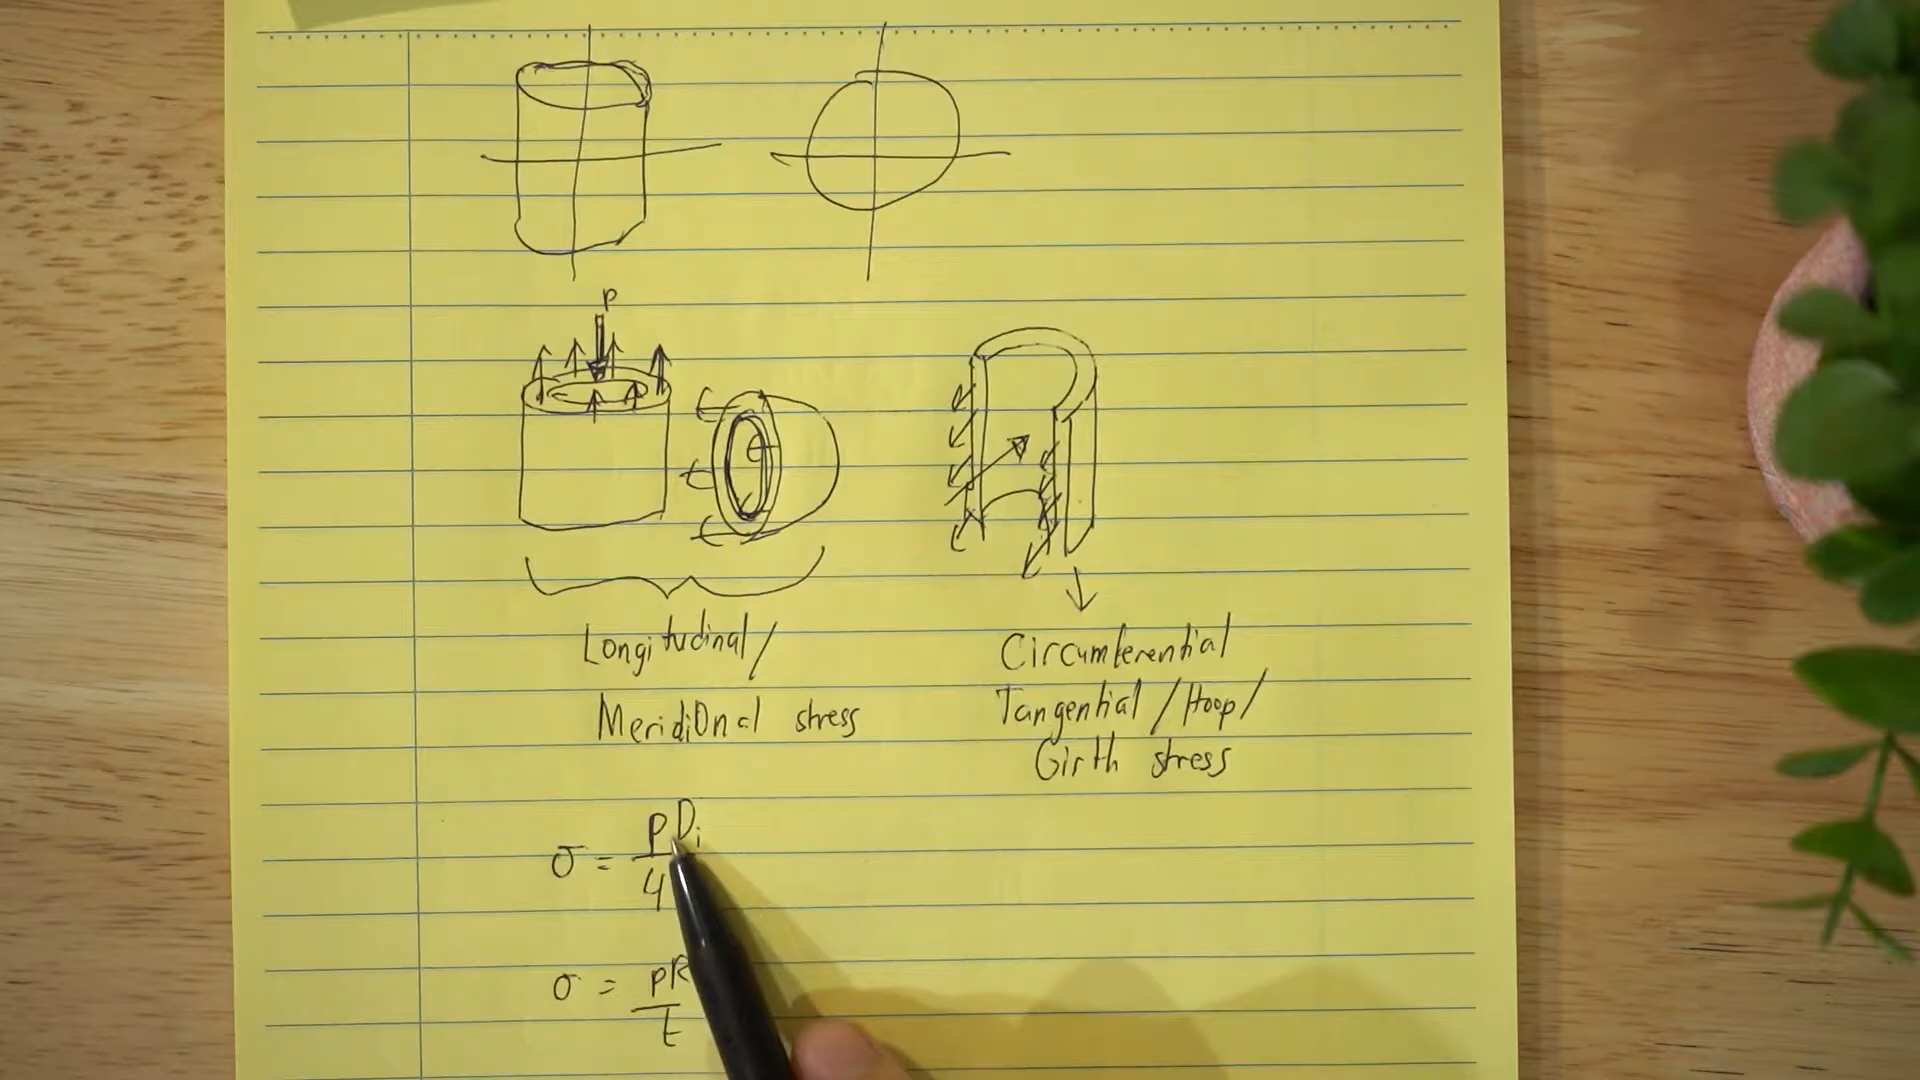 P
Longitudinal/
Meridional stress
Circumferential
Tangential/Hoop/
Girth stress
σ = PDi
4
σ = PR
t